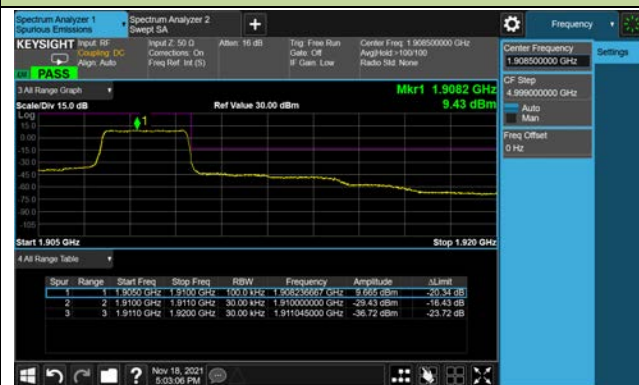 Spectrum Analyzer 1
Spurious Emissions
Spectrum Analyzer 2
Swept SA
Frequency
KEYSIGHT
Input: RF
Coupling: DC
Align: Auto
Input Z: 50 Ω
Corrections: On
Freq Ref: Int (S)
Atten: 16 dB
Trig: Free Run
Gate: Off
IF Gain: Low
Center Freq: 1.908500000 GHz
Avg|Hold:>100/100
Radio Std: None
PASS
Center Frequency
1.908500000 GHz
Settings
CF Step
4.999000000 GHz
Auto
Man
Freq Offset
0 Hz
3 All Range Graph
Mkr1 1.9082 GHz
Scale/Div 15.0 dB
Ref Value 30.00 dBm
9.43 dBm
Log
15.0
0.00
-15.0
-30.0
-45.0
-60.0
-75.0
-90.0
-105
1
Start 1.905 GHz
Stop 1.920 GHz
4 All Range Table
Spur Range Start Freq Stop Freq RBW Frequency Amplitude ΔLimit
1 1 1.9050 GHz 1.9100 GHz 100.0 kHz 1.908236667 GHz 9.665 dBm -20.34 dB
2 2 1.9100 GHz 1.9110 GHz 30.00 kHz 1.910000000 GHz -29.43 dBm -16.43 dB
3 3 1.9110 GHz 1.9200 GHz 30.00 kHz 1.911045000 GHz -36.72 dBm -23.72 dB
Nov 18, 2021
5:03:06 PM